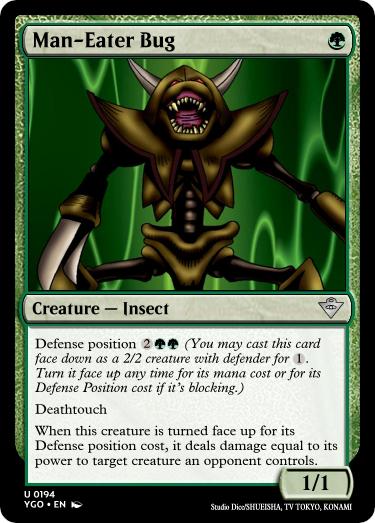 Man-Eater Bug
Creature — Insect
Defense position 2 (You may cast this card
face down as a 2/2 creature with defender for 1.
Turn it face up any time for its mana cost or for its
Defense Position cost if it's blocking.)
Deathtouch
When this creature is turned face up for its
Defense position cost, it deals damage equal to its
power to target creature an opponent controls.
1/1
U 0194
YGO • EN
Studio Dice/SHUEISHA, TV TOKYO, KONAMI